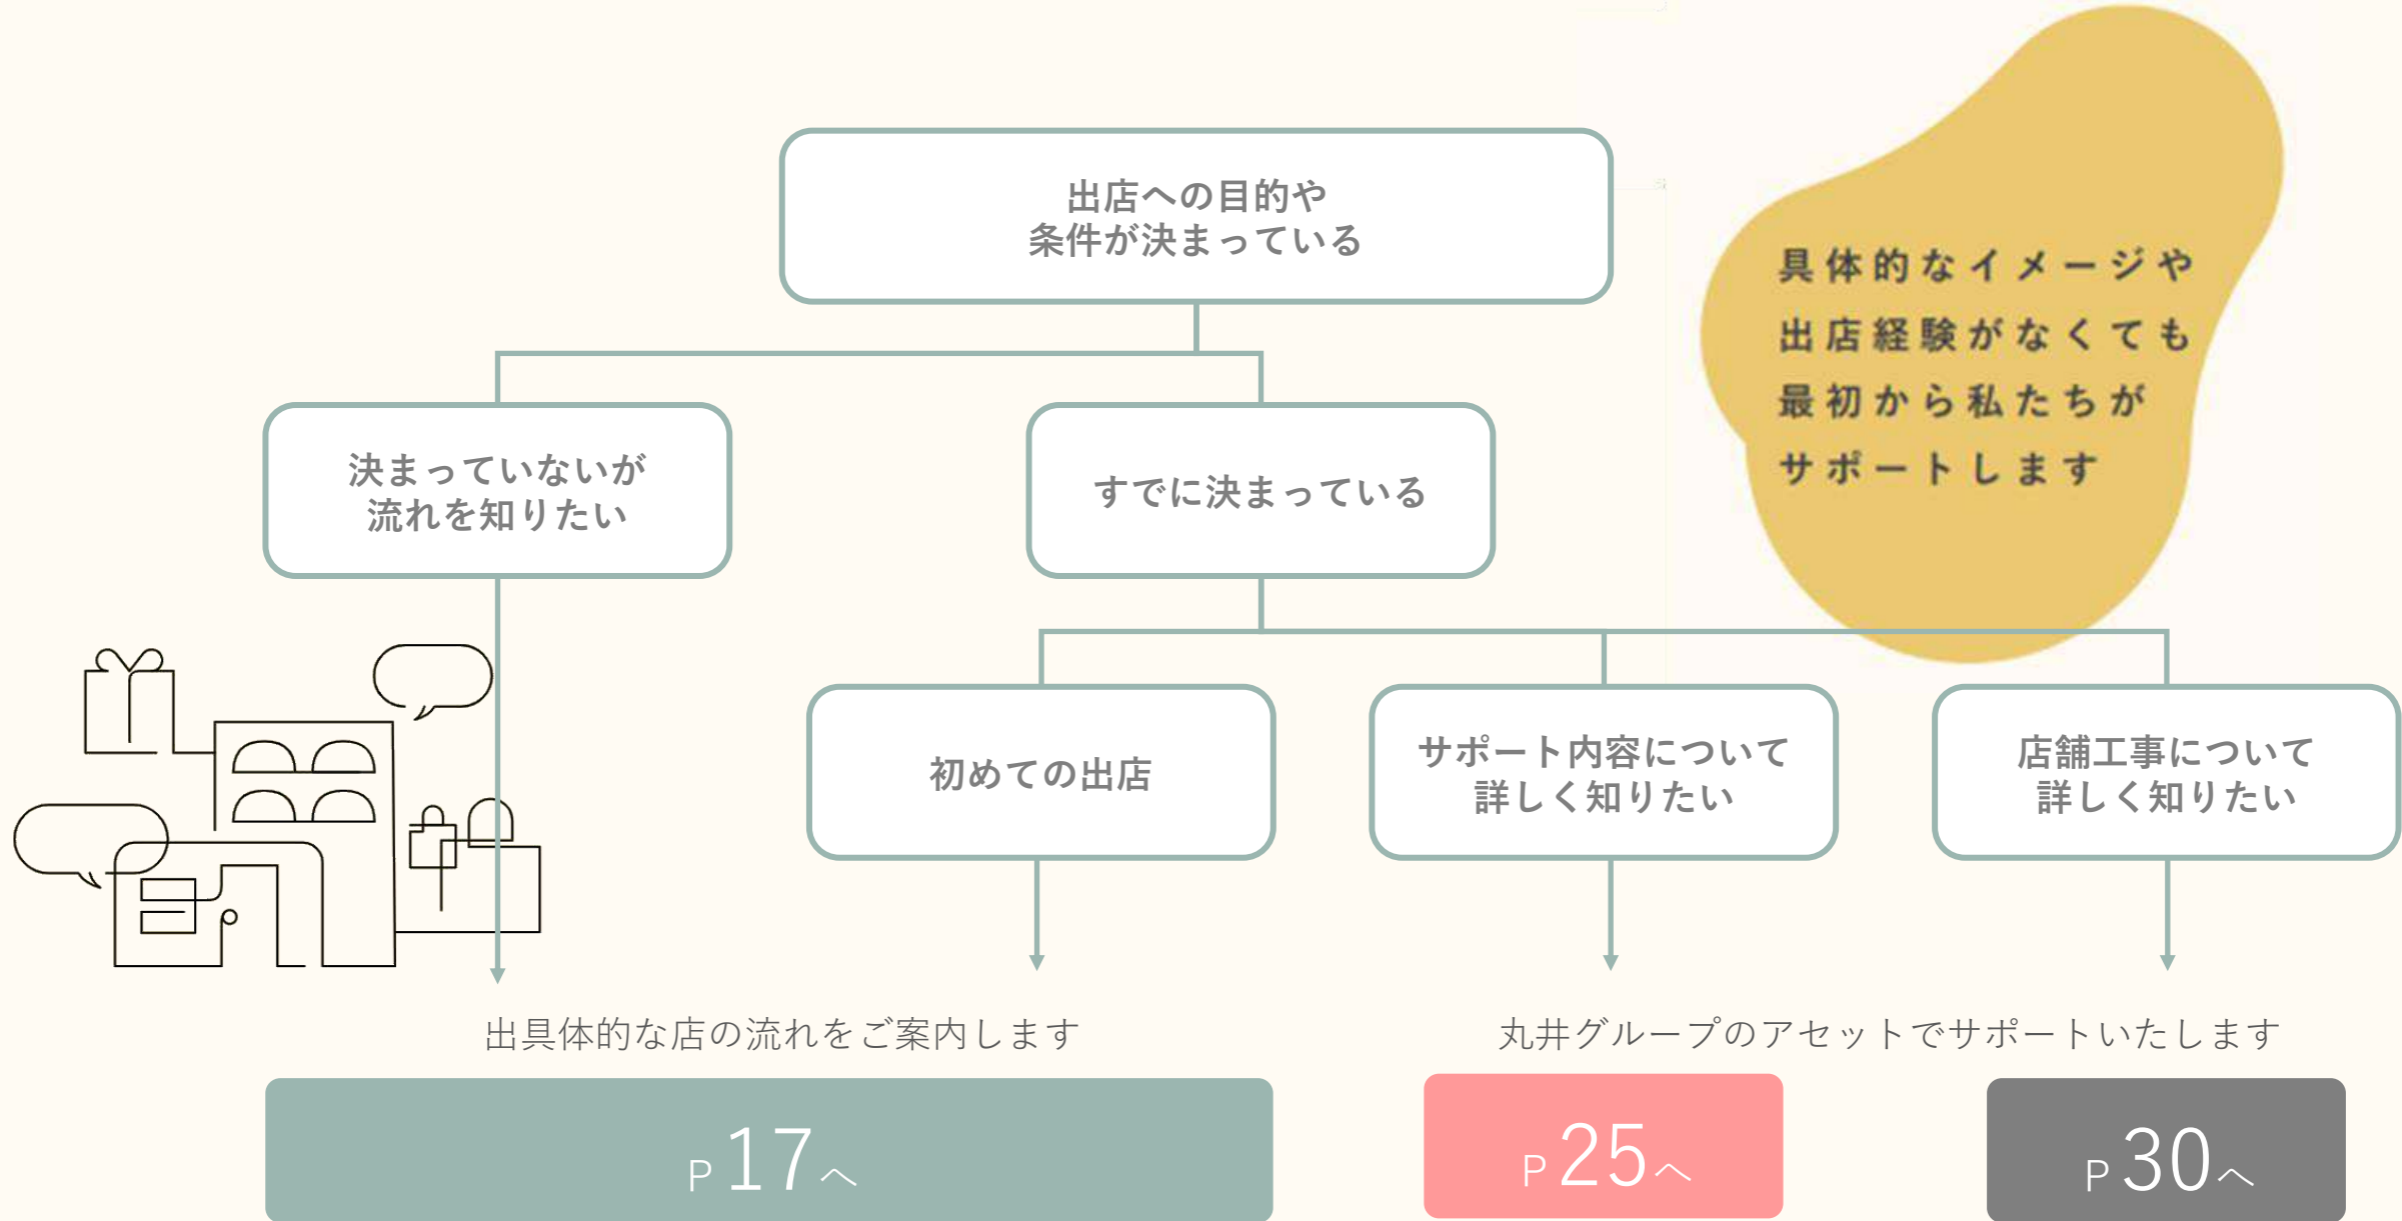 出店への目的や
条件が決まっている
具体的なイメージや
出店経験がなくても
最初から私たちが
サポートします
決まっていないが
流れを知りたい
すでに決まっている
初めての出店
サポート内容について
詳しく知りたい
店舗工事について
詳しく知りたい
出具体的な店の流れをご案内します
丸井グループのアセットでサポートいたします
P17へ
P25へ
P30へ